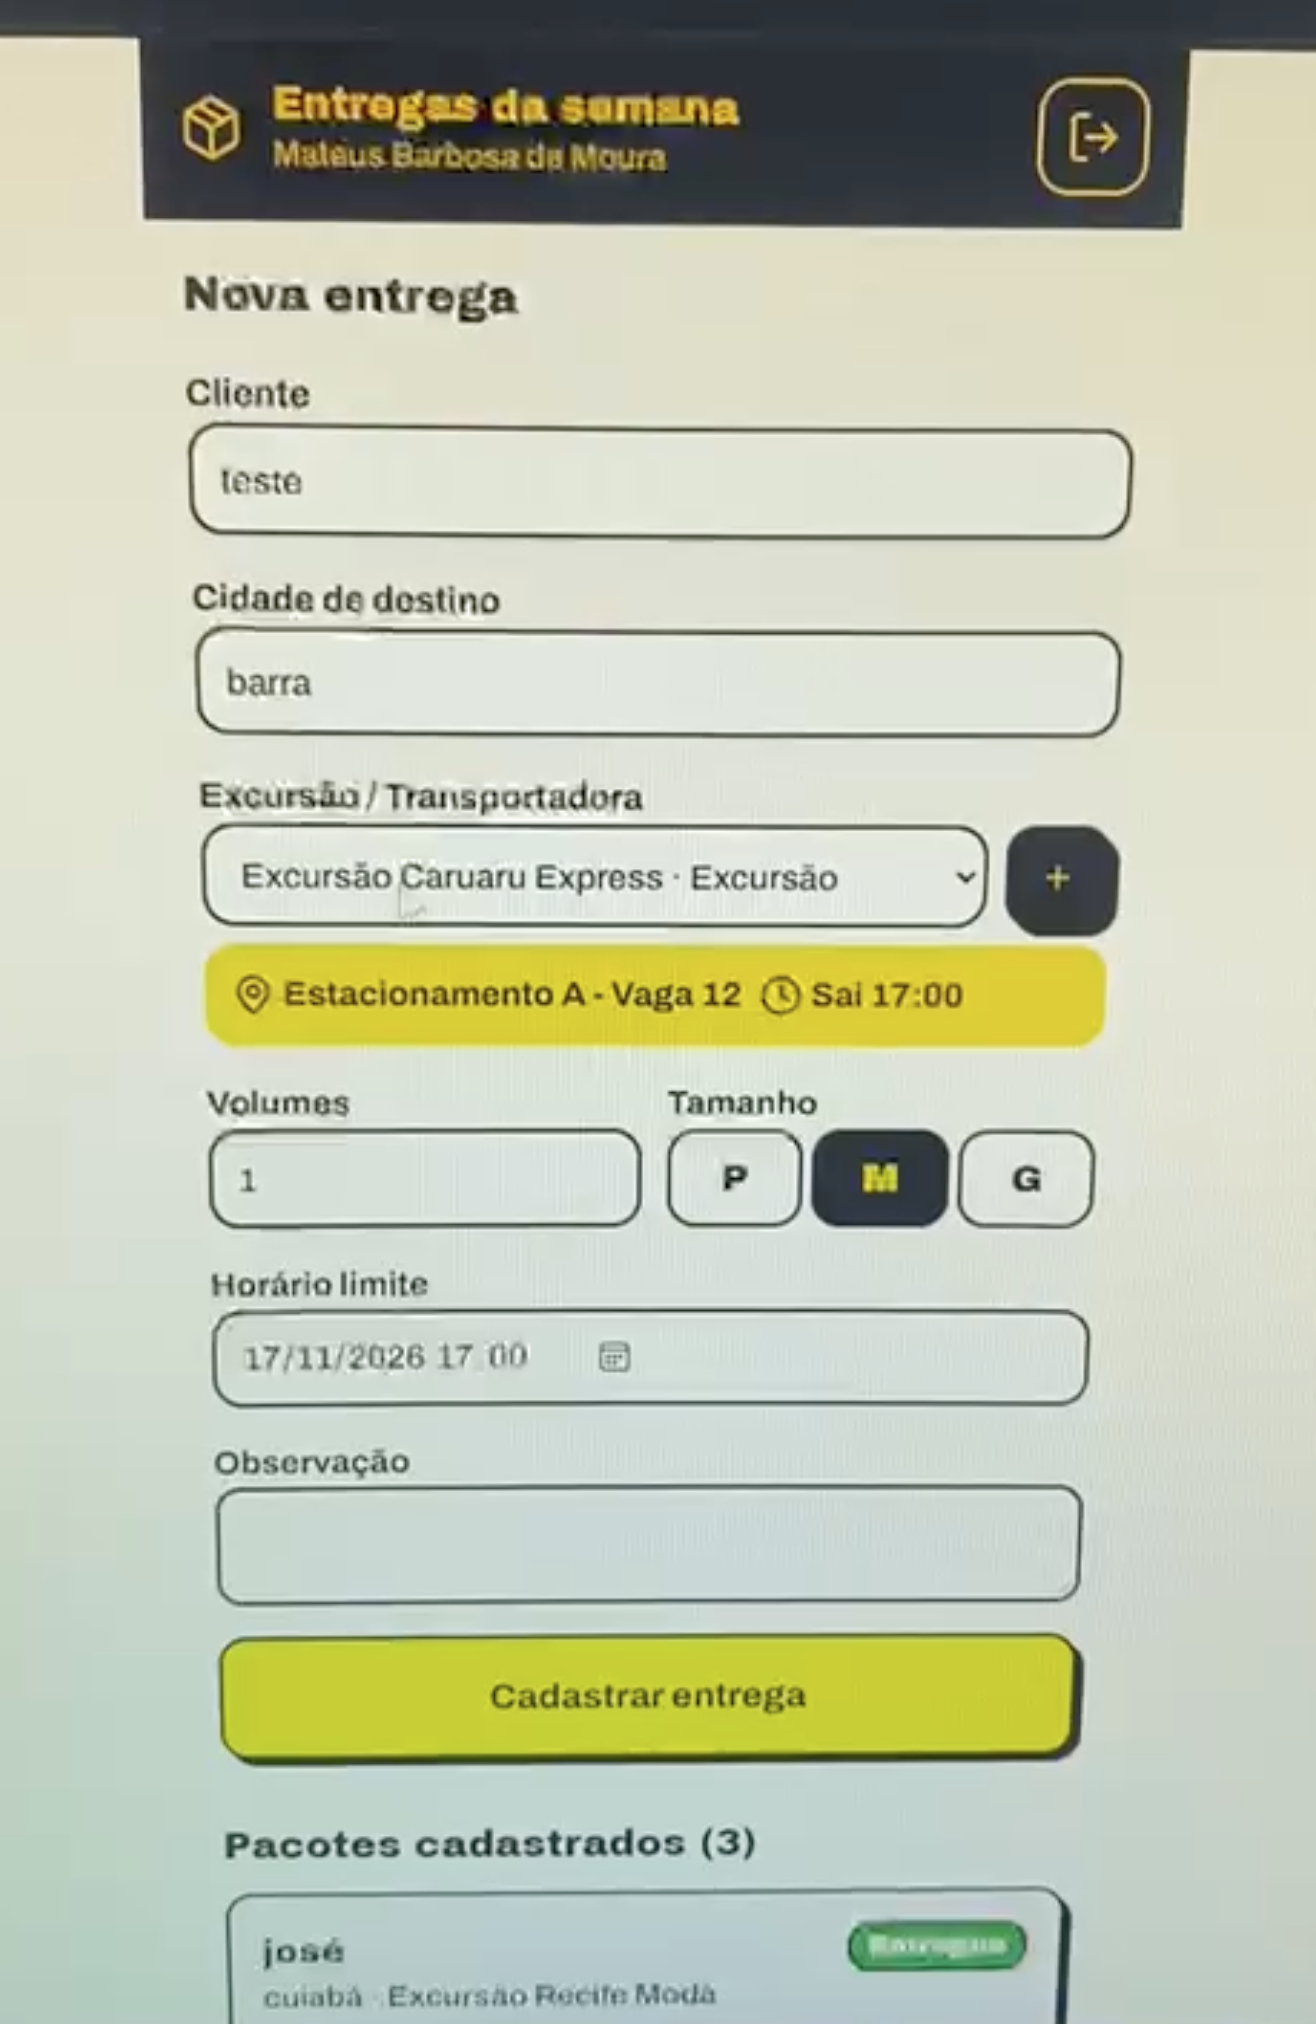 Entregas da semana
Mateus Barbosa de Moura
Nova entrega
Cliente
teste
Cidade de destino
barra
Excursão / Transportadora
Excursão Caruaru Express · Excursão
+
Estacionamento A - Vaga 12 Sai 17:00
Volumes Tamanho
1 P M G
Horário limite
17/11/2026 17:00
Observação
Cadastrar entrega
Pacotes cadastrados (3)
josé Entregue
cuiabá · Excursão Recife Moda